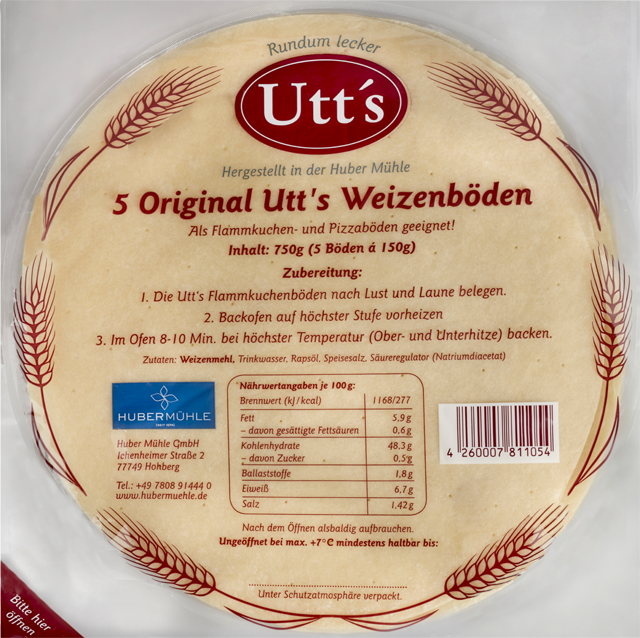 Rundum lecker
Utt´s
Hergestellt in der Huber Mühle
5 Original Utt's Weizenböden
Als Flammkuchen- und Pizzaböden geeignet!
Inhalt: 750g (5 Böden á 150g)
Zubereitung:
1. Die Utt's Flammkuchenböden nach Lust und Laune belegen.
2. Backofen auf höchster Stufe vorheizen
3. Im Ofen 8-10 Min. bei höchster Temperatur (Ober- und Unterhitze) backen.
Zutaten: Weizenmehl, Trinkwasser, Rapsöl, Speisesalz, Säureregulator (Natriumdiacetat)
HUBERMÜHLE
Huber Mühle GmbH
Ichenheimer Straße 2
77749 Hohberg
Tel.: +49 7808 91444 0
www.hubermuehle.de
Nährwertangaben je 100g:
Brennwert (kJ/kcal) 1168/277
Fett 5,9g
– davon gesättigte Fettsäuren 0,6g
Kohlenhydrate 48,3g
– davon Zucker 0,5g
Ballaststoffe 1,8g
Eiweiß 6,7g
Salz 1,42g
4 260007 811054
Nach dem Öffnen alsbaldig aufbrauchen.
Ungeöffnet bei max. +7°C mindestens haltbar bis:
Unter Schutzatmosphäre verpackt.
Bitte hier
öffnen